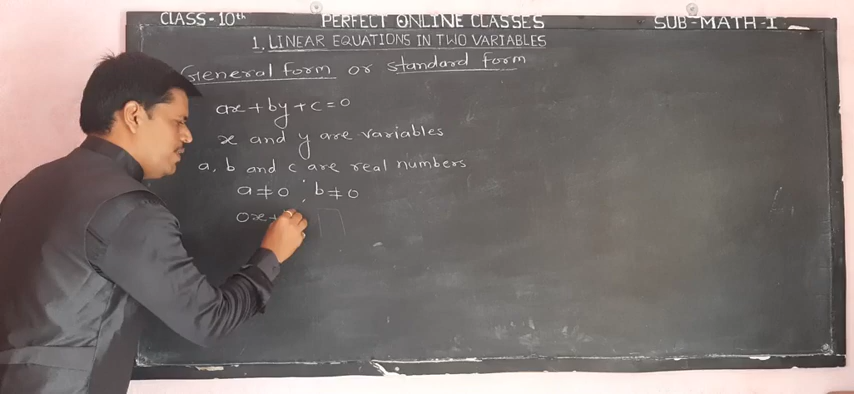 CLASS-10th PERFECT ONLINE CLASSES SUB-MATH-I
1. LINEAR EQUATIONS IN TWO VARIABLES
General form or standard form
ax+by+c=0
x and y are variables
a, b and c are real numbers
a≠0 ; b≠0
0x+